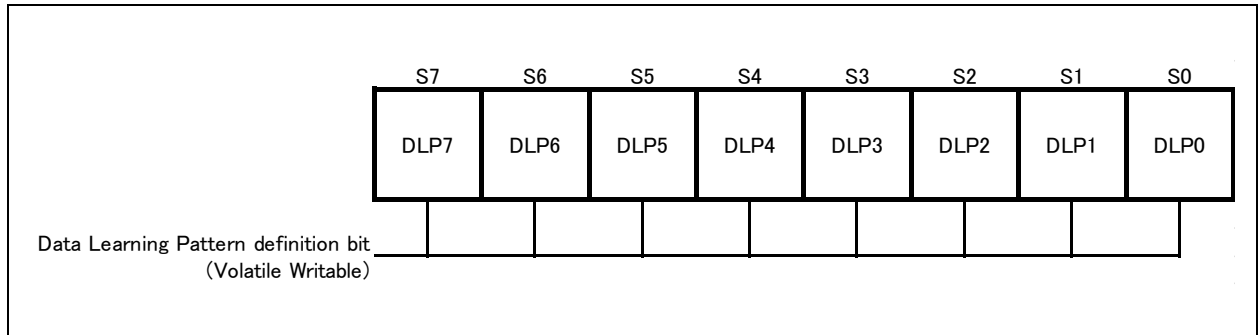 S7 S6 S5 S4 S3 S2 S1 S0
DLP7 DLP6 DLP5 DLP4 DLP3 DLP2 DLP1 DLP0
Data Learning Pattern definition bit
(Volatile Writable)